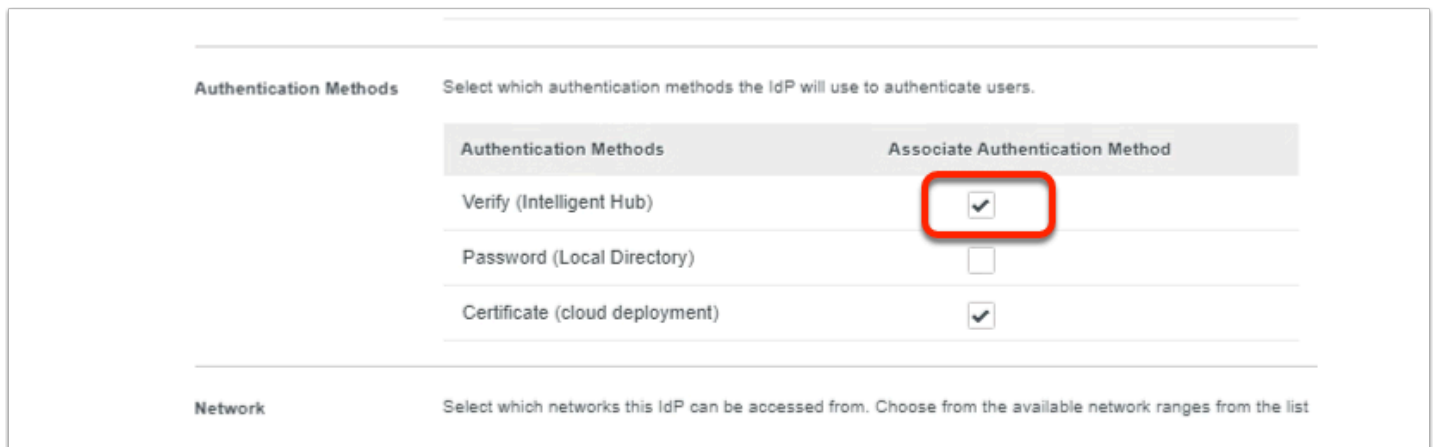 Authentication Methods
Select which authentication methods the IdP will use to authenticate users.
Authentication Methods Associate Authentication Method
Verify (Intelligent Hub)
Password (Local Directory)
Certificate (cloud deployment)
Network
Select which networks this IdP can be accessed from. Choose from the available network ranges from the list